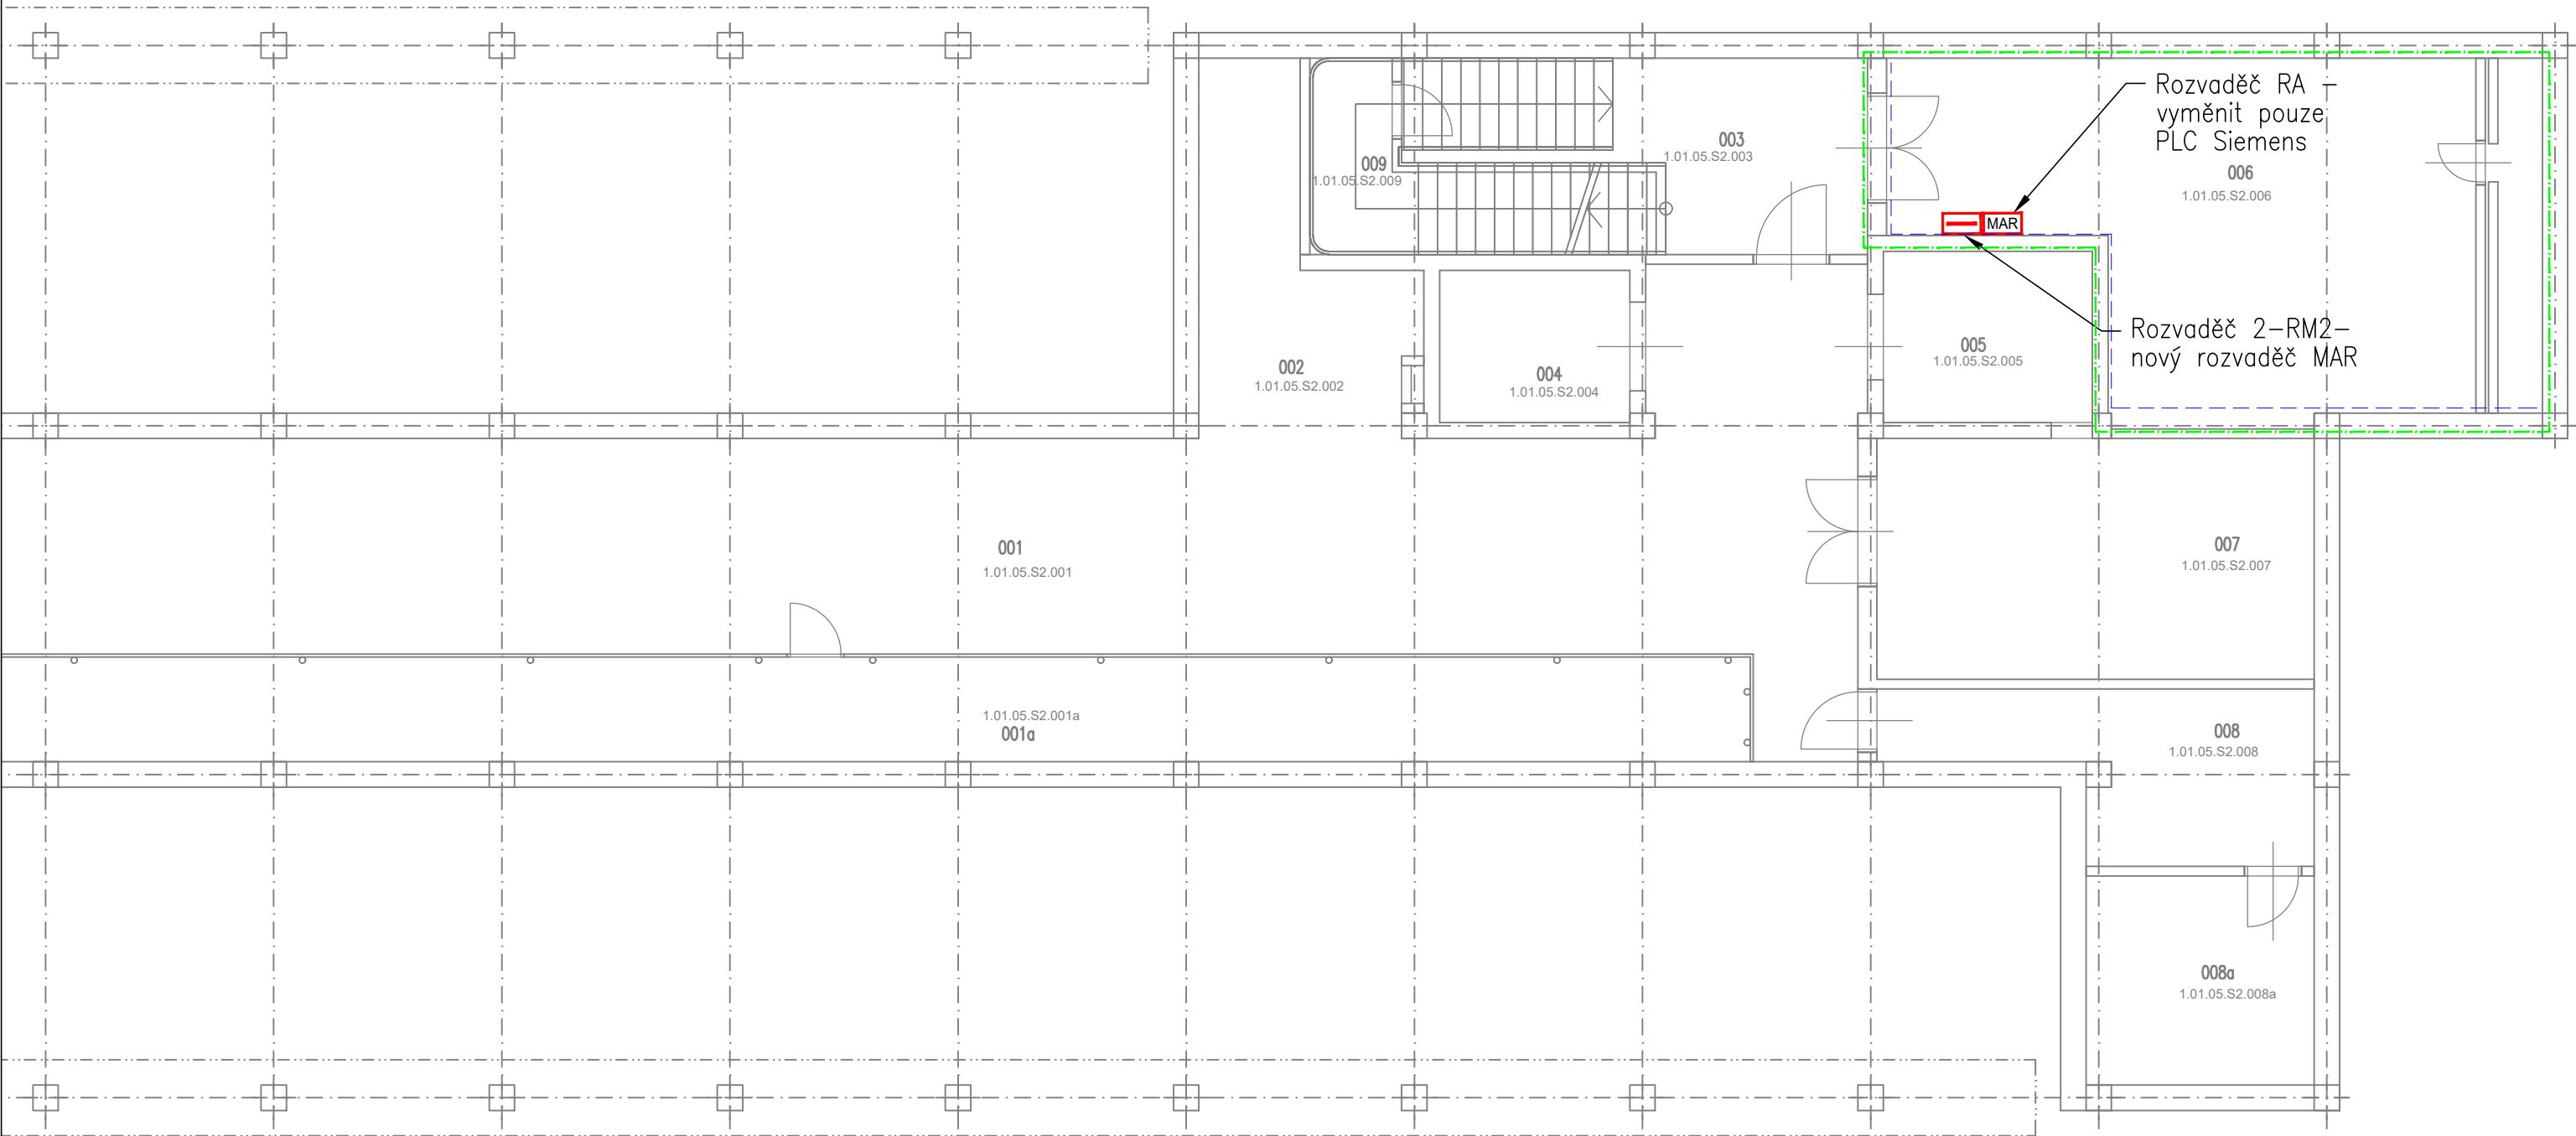 Rozvaděč RA –
vyměnit pouze
PLC Siemens
003
1.01.05.S2.003
009
1.01.05.S2.009
006
1.01.05.S2.006
MAR
Rozvaděč 2–RM2–
nový rozvaděč MAR
005
1.01.05.S2.005
002
1.01.05.S2.002
004
1.01.05.S2.004
001
1.01.05.S2.001
007
1.01.05.S2.007
1.01.05.S2.001a
001a
008
1.01.05.S2.008
008a
1.01.05.S2.008a